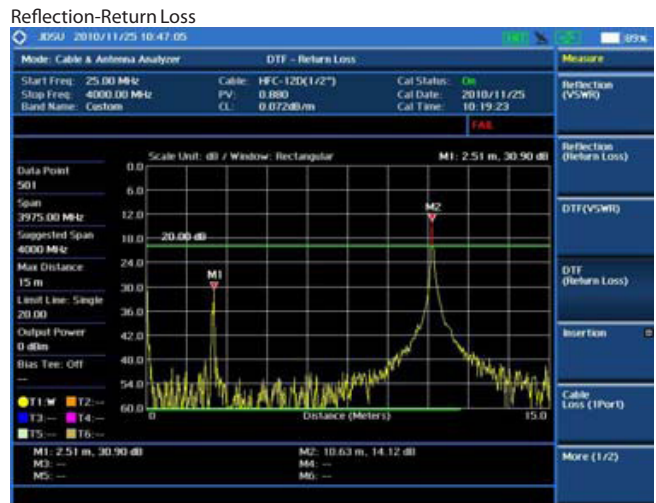 Reflection-Return Loss
JDSU 2010/11/25 10:47:05
89%
Mode: Cable & Antenna Analyzer DTF - Return Loss
Measure
Start Freq: 25.00 MHz Cable: HFC-12D(1/2") Cal Status: On
Stop Freq: 4000.00 MHz PV: 0.880 Cal Date: 2010/11/25
Band Name: Custom CL: 0.072dB/m Cal Time: 10:19:23
FAIL
Reflection
(VSWR)
Reflection
(Return Loss)
DTF(VSWR)
DTF
(Return Loss)
Insertion
Cable
Loss (1Port)
More (1/2)
Scale Unit: dB / Window: Rectangular M1: 2.51 m, 30.90 dB
Data Point
501
Span
3975.00 MHz
Suggested Span
4000 MHz
Max Distance
15 m
Limit Line: Single
20.00
Output Power
0 dBm
Bias Tee: Off
--
T1:W T2:--
T3:-- T4:--
T5:-- T6:--
0.0
6.0
12.0
18.0
24.0
30.0
36.0
42.0
48.0
54.0
60.0
20.00 dB
M1
M2
0 Distance (Meters) 15.0
M1: 2.51 m, 30.90 dB M2: 10.63 m, 14.12 dB
M3: -- M4: --
M5: -- M6: --